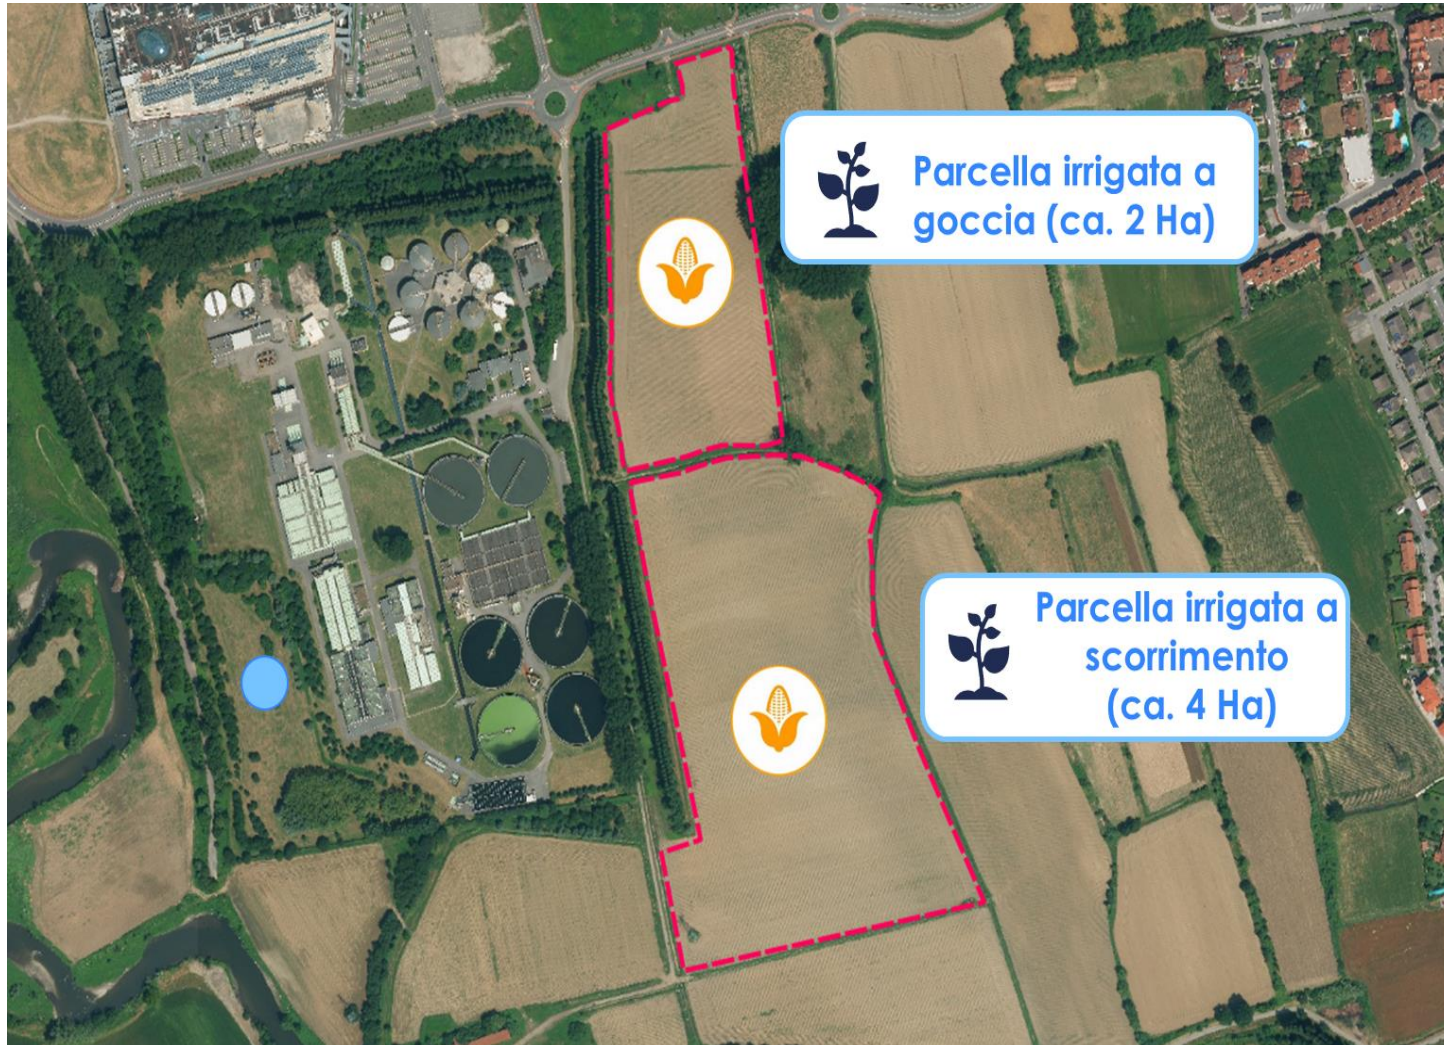 Parcella irrigata a
goccia (ca. 2 Ha)
Parcella irrigata a
scorrimento
(ca. 4 Ha)